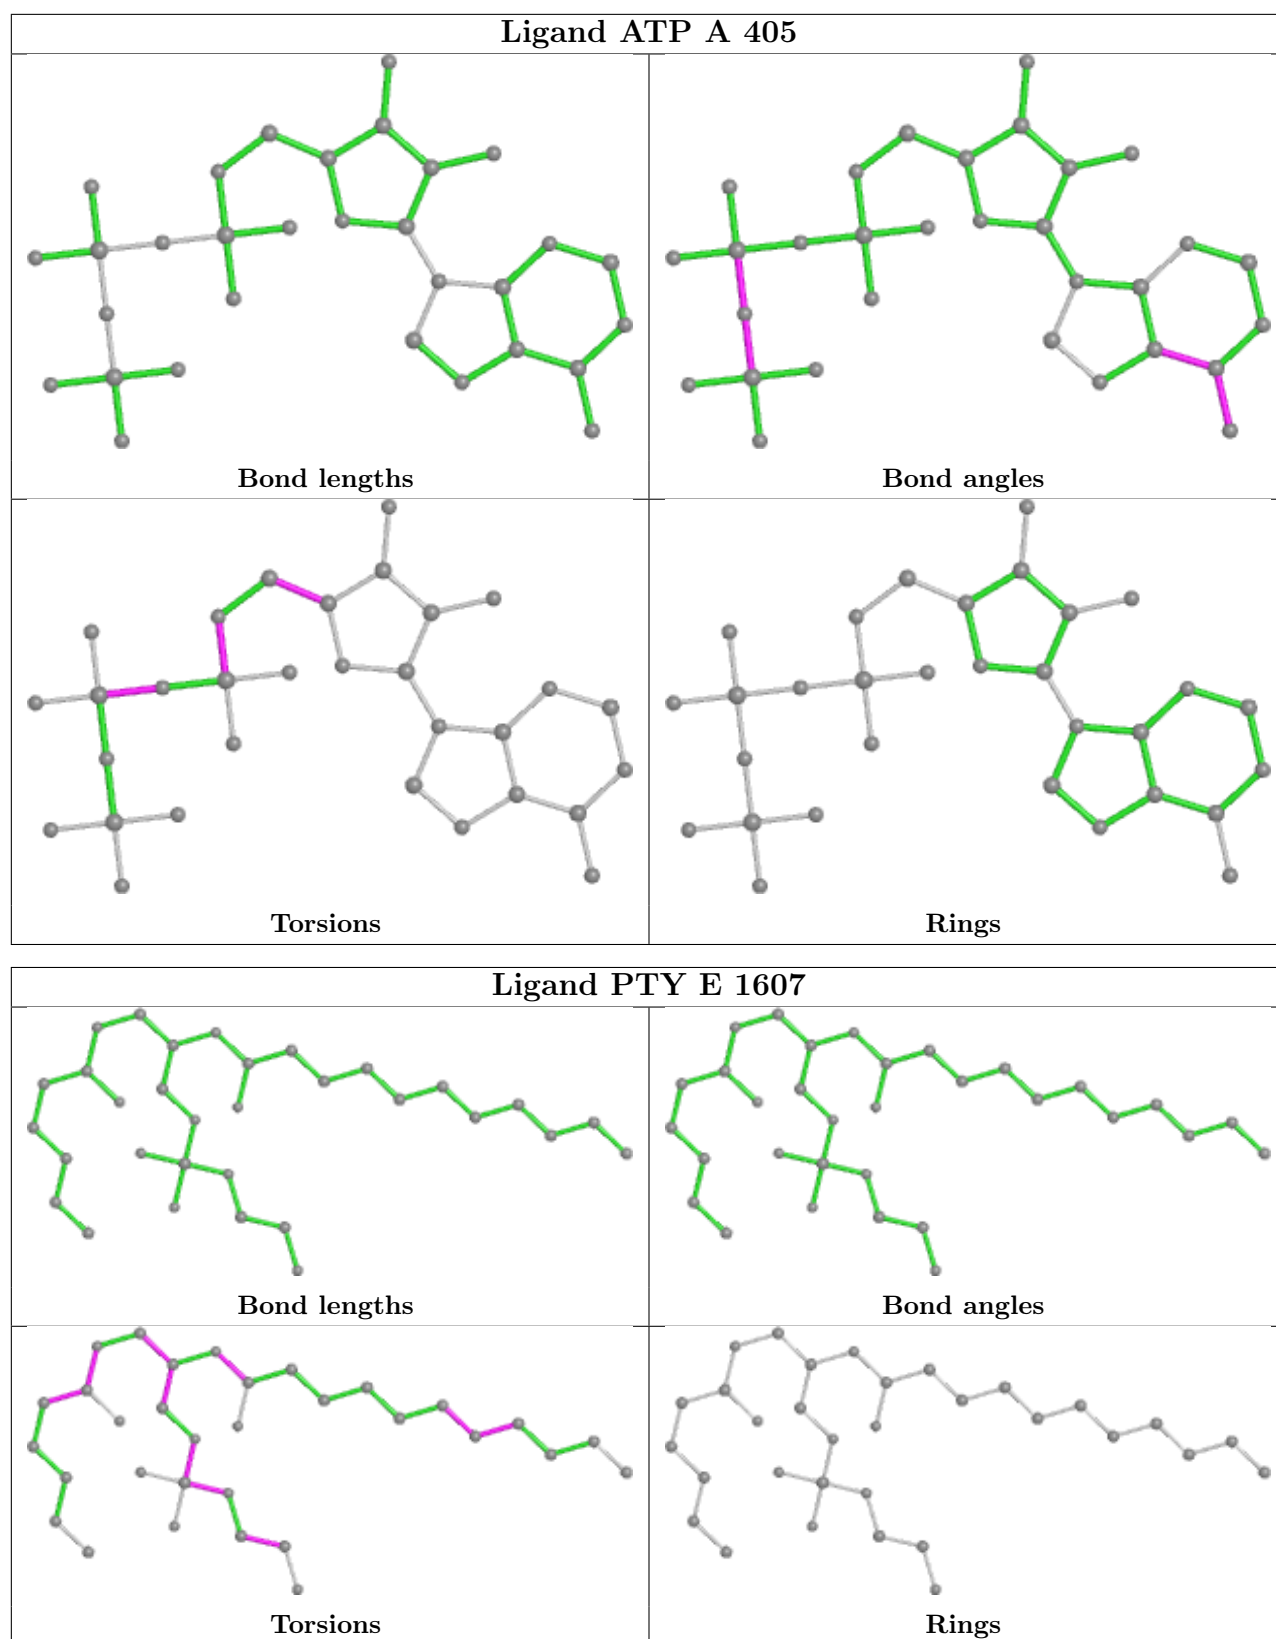 Ligand ATP A 405
Bond lengths
Bond angles
Torsions
Rings
Ligand PTY E 1607
Bond lengths
Bond angles
Torsions
Rings